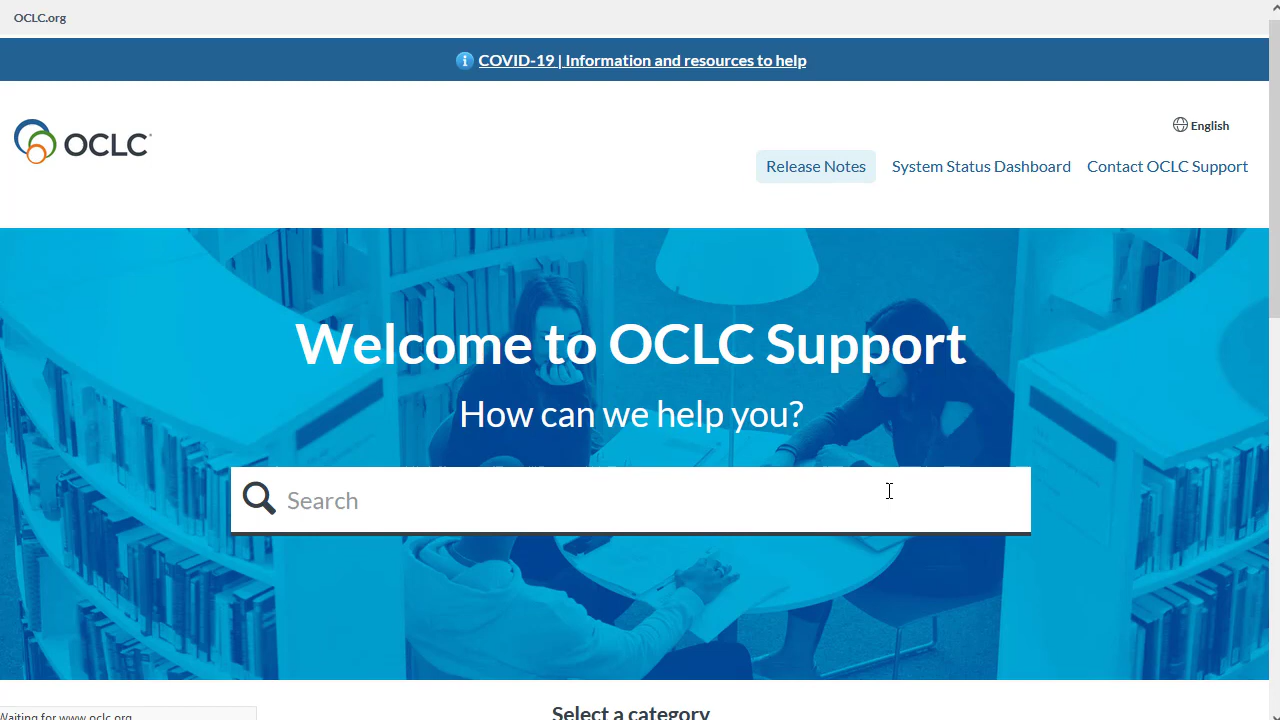 OCLC.org
COVID-19 | Information and resources to help
OCLC
English
Release Notes
System Status Dashboard
Contact OCLC Support
Welcome to OCLC Support
How can we help you?
Search
Select a category
Waiting for www.oclc.org